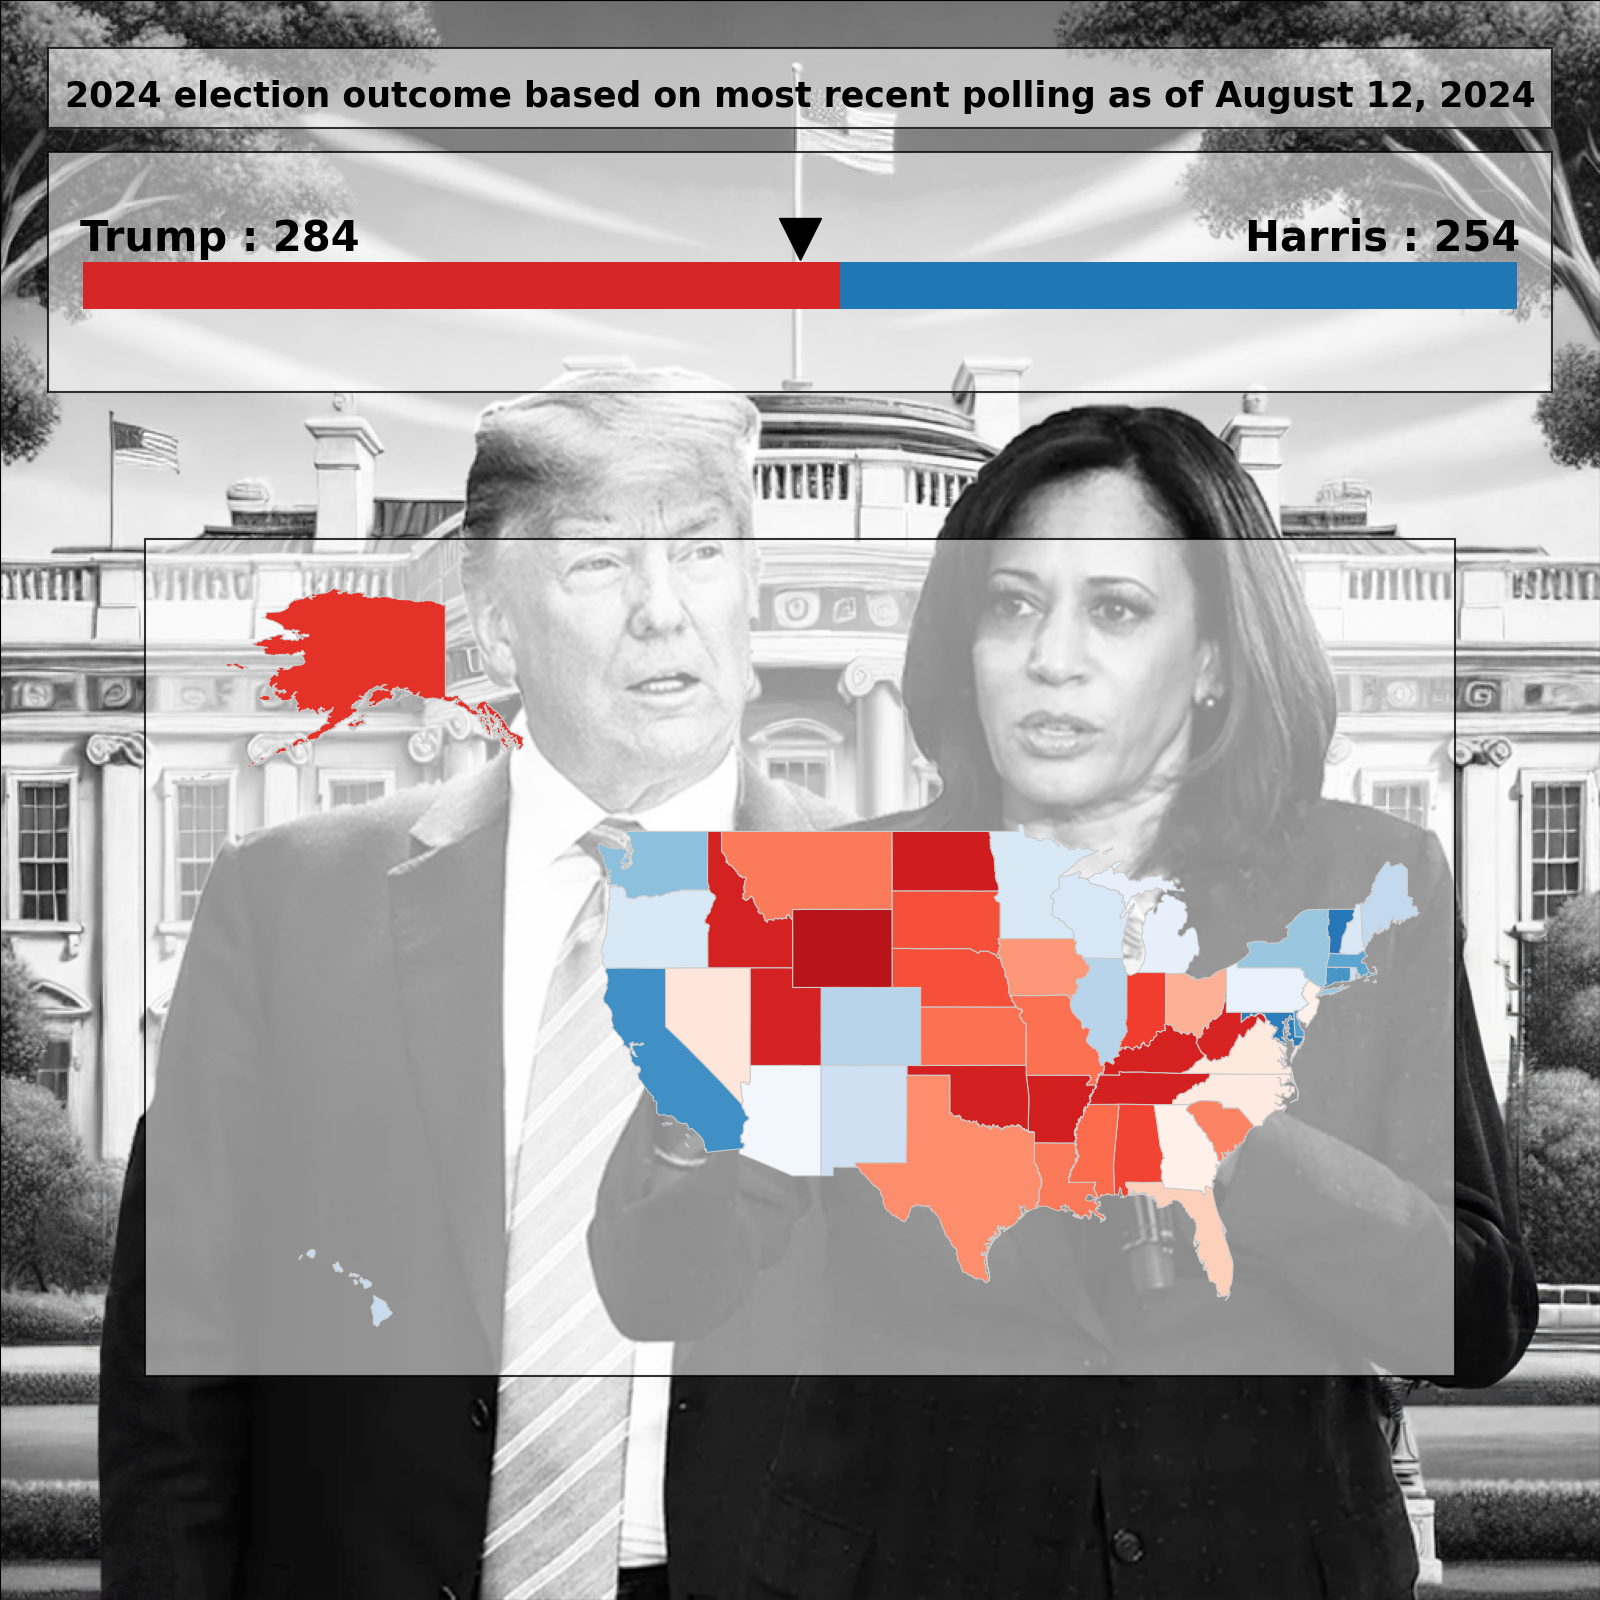 2024 election outcome based on most recent polling as of August 12, 2024
Trump : 284
Harris : 254